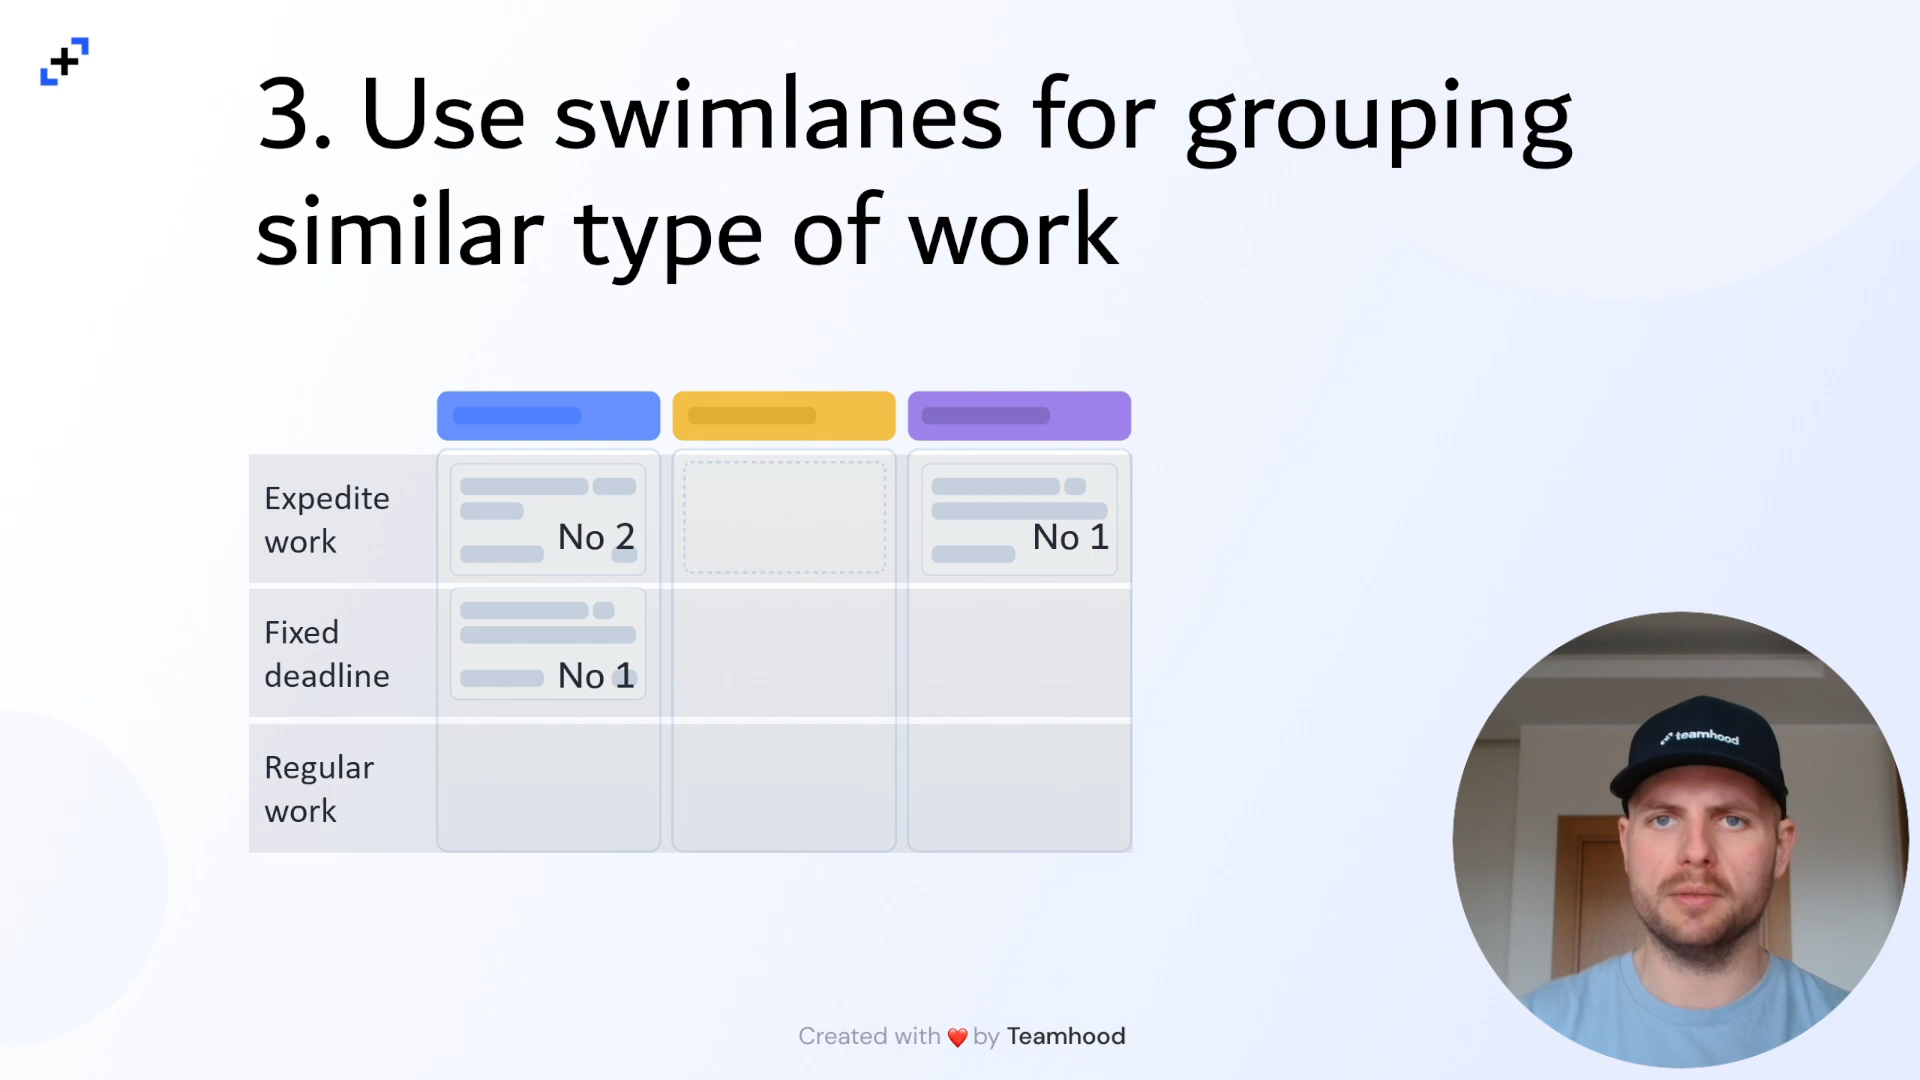 3. Use swimlanes for grouping
similar type of work
Expedite
work
No 2
No 1
Fixed
deadline
No 1
Regular
work
teamhood
Created with ❤️ by Teamhood